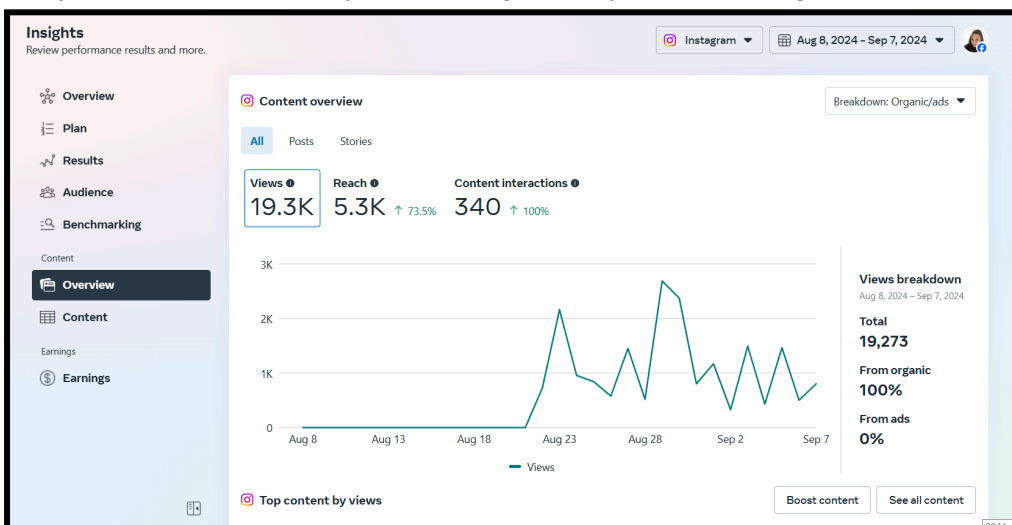 Insights
Review performance results and more.
Instagram
Aug 8, 2024 – Sep 7, 2024
Overview
Plan
Results
Audience
Benchmarking
Content
Overview
Content
Earnings
Earnings
Content overview
Breakdown: Organic/ads
All Posts Stories
Views Reach Content interactions
19.3K 5.3K ↑ 73.5% 340 ↑ 100%
3K
2K
1K
0
Aug 8 Aug 13 Aug 18 Aug 23 Aug 28 Sep 2 Sep 7
Views
Views breakdown
Aug 8, 2024 – Sep 7, 2024
Total
19,273
From organic
100%
From ads
0%
Top content by views
Boost content See all content